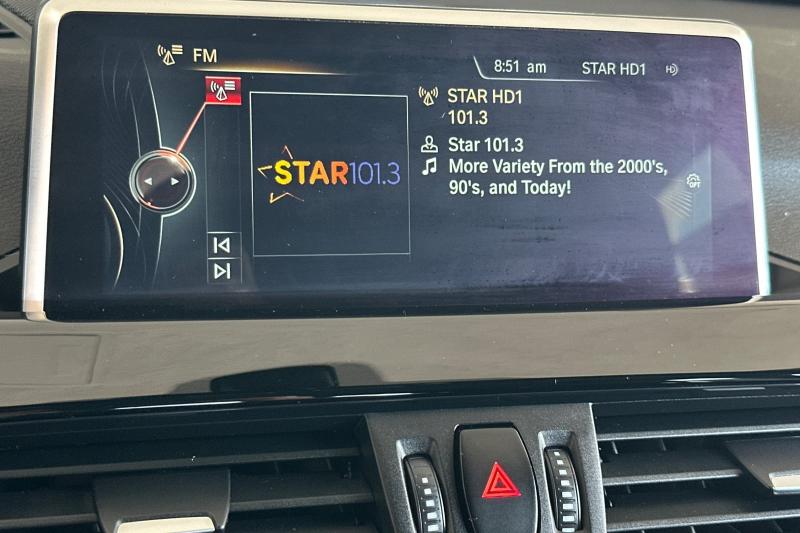 FM
8:51 am
STAR HD1
HD
STAR101.3
STAR HD1
101.3
Star 101.3
More Variety From the 2000's,
90's, and Today!
OPT